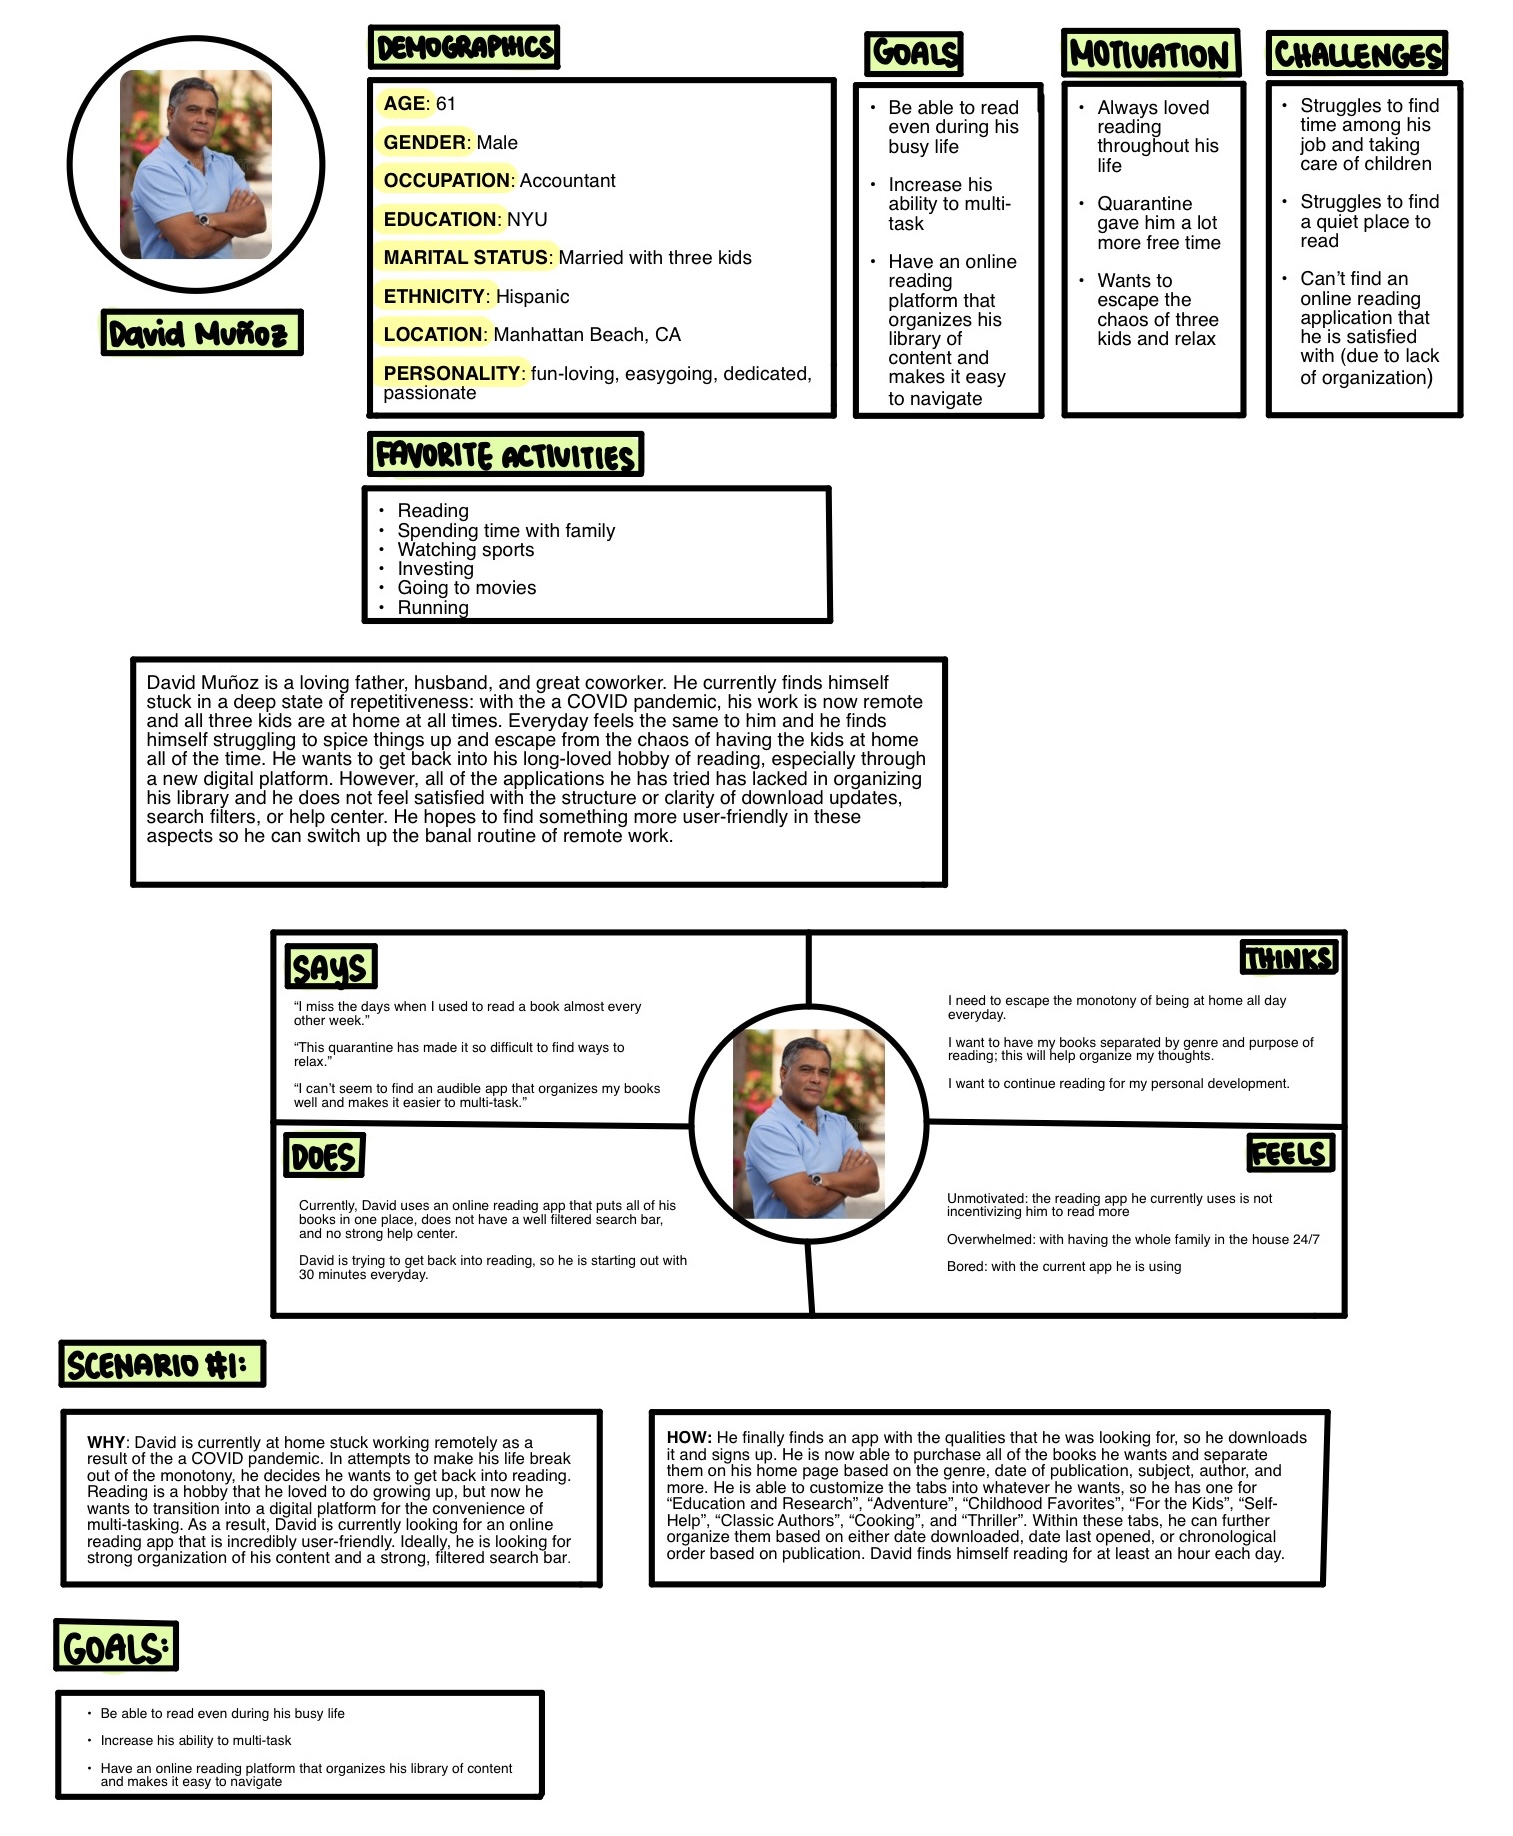 David Muñoz
DEMOGRAPHICS
AGE: 61
GENDER: Male
OCCUPATION: Accountant
EDUCATION: NYU
MARITAL STATUS: Married with three kids
ETHNICITY: Hispanic
LOCATION: Manhattan Beach, CA
PERSONALITY: fun-loving, easygoing, dedicated,
passionate
GOALS
• Be able to read
even during his
busy life
• Increase his
ability to multi-
task
• Have an online
reading
platform that
organizes his
library of
content and
makes it easy
to navigate
MOTIVATION
• Always loved
reading
throughout his
life
• Quarantine
gave him a lot
more free time
• Wants to
escape the
chaos of three
kids and relax
CHALLENGES
• Struggles to find
time among his
job and taking
care of children
• Struggles to find
a quiet place to
read
• Can’t find an
online reading
application that
he is satisfied
with (due to lack
of organization)
FAVORITE ACTIVITIES
• Reading
• Spending time with family
• Watching sports
• Investing
• Going to movies
• Running
David Muñoz is a loving father, husband, and great coworker. He currently finds himself
stuck in a deep state of repetitiveness: with the a COVID pandemic, his work is now remote
and all three kids are at home at all times. Everyday feels the same to him and he finds
himself struggling to spice things up and escape from the chaos of having the kids at home
all of the time. He wants to get back into his long-loved hobby of reading, especially through
a new digital platform. However, all of the applications he has tried has lacked in organizing
his library and he does not feel satisfied with the structure or clarity of download updates,
search filters, or help center. He hopes to find something more user-friendly in these
aspects so he can switch up the banal routine of remote work.
SAYS
“I miss the days when I used to read a book almost every
other week.”
“This quarantine has made it so difficult to find ways to
relax.”
“I can’t seem to find an audible app that organizes my books
well and makes it easier to multi-task.”
THINKS
I need to escape the monotony of being at home all day
everyday.
I want to have my books separated by genre and purpose of
reading; this will help organize my thoughts.
I want to continue reading for my personal development.
DOES
Currently, David uses an online reading app that puts all of his
books in one place, does not have a well filtered search bar,
and no strong help center.
David is trying to get back into reading, so he is starting out with
30 minutes everyday.
FEELS
Unmotivated: the reading app he currently uses is not
incentivizing him to read more
Overwhelmed: with having the whole family in the house 24/7
Bored: with the current app he is using
SCENARIO #1:
WHY: David is currently at home stuck working remotely as a
result of the a COVID pandemic. In attempts to make his life break
out of the monotony, he decides he wants to get back into reading.
Reading is a hobby that he loved to do growing up, but now he
wants to transition into a digital platform for the convenience of
multi-tasking. As a result, David is currently looking for an online
reading app that is incredibly user-friendly. Ideally, he is looking for
strong organization of his content and a strong, filtered search bar.
HOW: He finally finds an app with the qualities that he was looking for, so he downloads
it and signs up. He is now able to purchase all of the books he wants and separate
them on his home page based on the genre, date of publication, subject, author, and
more. He is able to customize the tabs into whatever he wants, so he has one for
“Education and Research”, “Adventure”, “Childhood Favorites”, “For the Kids”, “Self-
Help”, “Classic Authors”, “Cooking”, and “Thriller”. Within these tabs, he can further
organize them based on either date downloaded, date last opened, or chronological
order based on publication. David finds himself reading for at least an hour each day.
GOALS:
• Be able to read even during his busy life
• Increase his ability to multi-task
• Have an online reading platform that organizes his library of content
and makes it easy to navigate